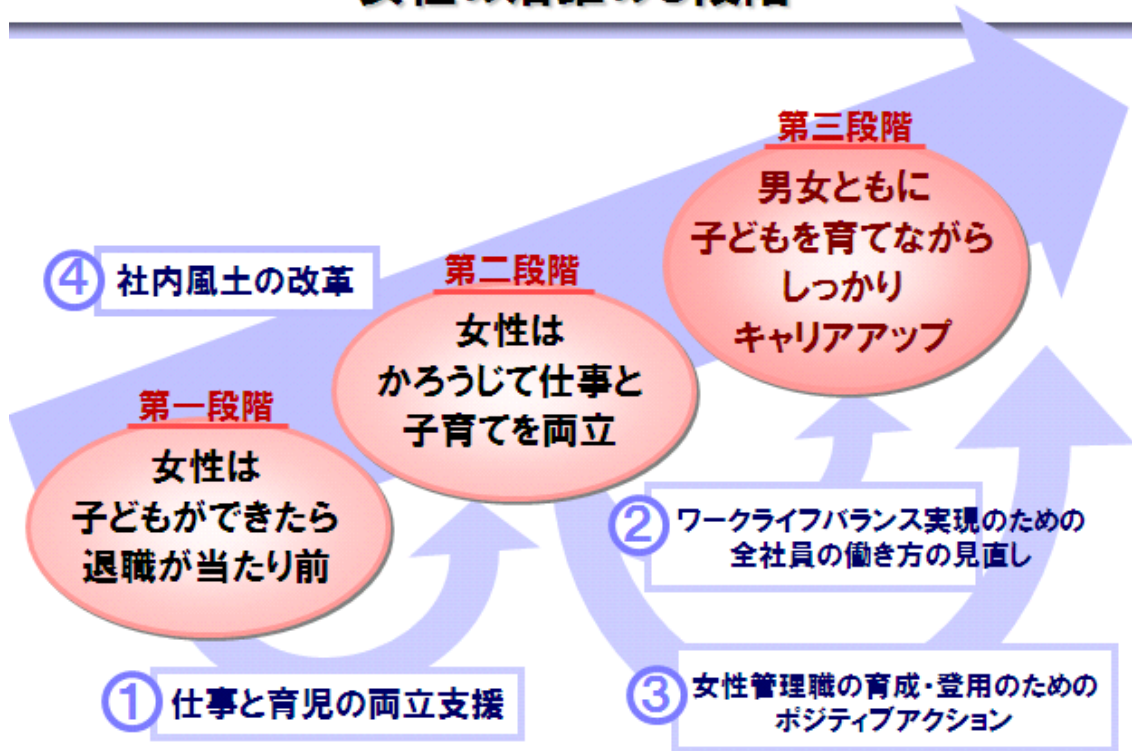 第三段階
男女ともに
子どもを育てながら
しっかり
キャリアアップ
④ 社内風土の改革
第二段階
女性は
かろうじて仕事と
子育てを両立
第一段階
女性は
子どもができたら
退職が当たり前
② ワークライフバランス実現のための
全社員の働き方の見直し
① 仕事と育児の両立支援
③ 女性管理職の育成・登用のための
ポジティブアクション